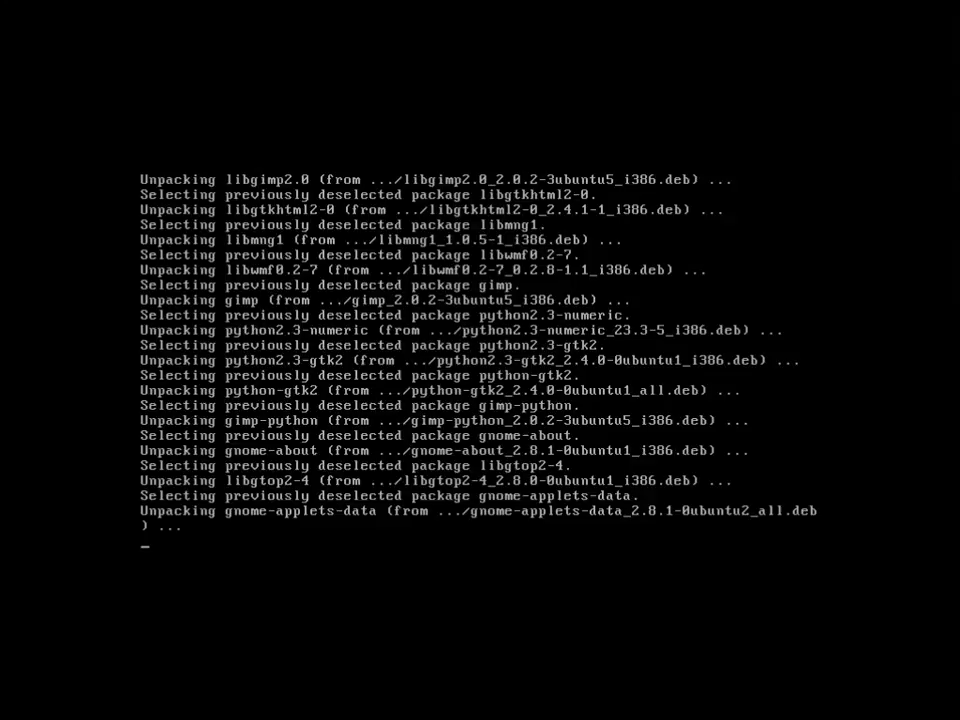 Unpacking libgimp2.0 (from .../libgimp2.0_2.0.2-3ubuntu5_i386.deb) ...
Selecting previously deselected package libgtkhtml2-0.
Unpacking libgtkhtml2-0 (from .../libgtkhtml2-0_2.4.1-1_i386.deb) ...
Selecting previously deselected package libmng1.
Unpacking libmng1 (from .../libmng1_1.0.5-1_i386.deb) ...
Selecting previously deselected package libwmf0.2-7.
Unpacking libwmf0.2-7 (from .../libwmf0.2-7_0.2.8-1.1_i386.deb) ...
Selecting previously deselected package gimp.
Unpacking gimp (from .../gimp_2.0.2-3ubuntu5_i386.deb) ...
Selecting previously deselected package python2.3-numeric.
Unpacking python2.3-numeric (from .../python2.3-numeric_23.3-5_i386.deb) ...
Selecting previously deselected package python2.3-gtk2.
Unpacking python2.3-gtk2 (from .../python2.3-gtk2_2.4.0-0ubuntu1_i386.deb) ...
Selecting previously deselected package python-gtk2.
Unpacking python-gtk2 (from .../python-gtk2_2.4.0-0ubuntu1_all.deb) ...
Selecting previously deselected package gimp-python.
Unpacking gimp-python (from .../gimp-python_2.0.2-3ubuntu5_i386.deb) ...
Selecting previously deselected package gnome-about.
Unpacking gnome-about (from .../gnome-about_2.8.1-0ubuntu1_i386.deb) ...
Selecting previously deselected package libgtop2-4.
Unpacking libgtop2-4 (from .../libgtop2-4_2.8.0-0ubuntu1_i386.deb) ...
Selecting previously deselected package gnome-applets-data.
Unpacking gnome-applets-data (from .../gnome-applets-data_2.8.1-0ubuntu2_all.deb
) ...